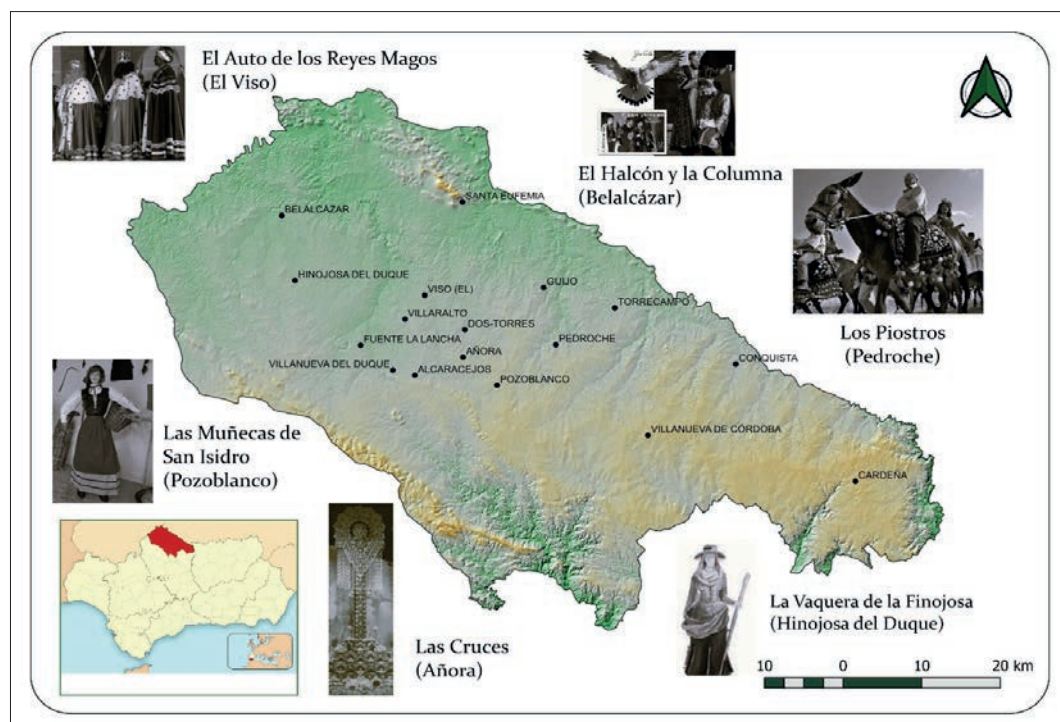 El Auto de los Reyes Magos
(El Viso)
El Halcón y la Columna
(Belalcázar)
SANTA EUFEMIA
BELALCÁZAR
HINOJOSA DEL DUQUE
VISO (EL)
GUIJO
TORRECAMPO
VILLARALTO
DOS-TORRES
Los Piostros
(Pedroche)
FUENTE LA LANCHA
PEDROCHE
AÑORA
CONQUISTA
VILLANUEVA DEL DUQUE
ALCARACEJOS
POZOBLANCO
Las Muñecas de
San Isidro
(Pozoblanco)
VILLANUEVA DE CÓRDOBA
CARDEÑA
La Vaquera de la Finojosa
(Hinojosa del Duque)
Las Cruces
(Añora)
10 0 10 20 km